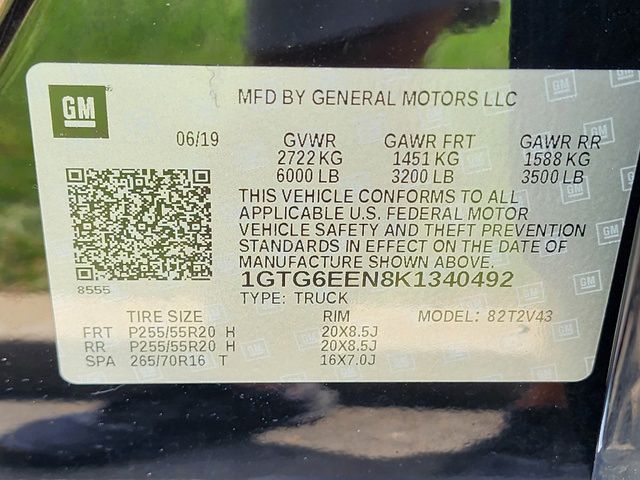 GM
MFD BY GENERAL MOTORS LLC
06/19 GVWR GAWR FRT GAWR RR
2722 KG 1451 KG 1588 KG
6000 LB 3200 LB 3500 LB
THIS VEHICLE CONFORMS TO ALL
APPLICABLE U.S. FEDERAL MOTOR
VEHICLE SAFETY AND THEFT PREVENTION
STANDARDS IN EFFECT ON THE DATE OF
MANUFACTURE SHOWN ABOVE.
8555
1GTG6EEN8K1340492
TYPE: TRUCK
TIRE SIZE RIM MODEL: 82T2V43
FRT P255/55R20 H 20X8.5J
RR P255/55R20 H 20X8.5J
SPA 265/70R16 T 16X7.0J